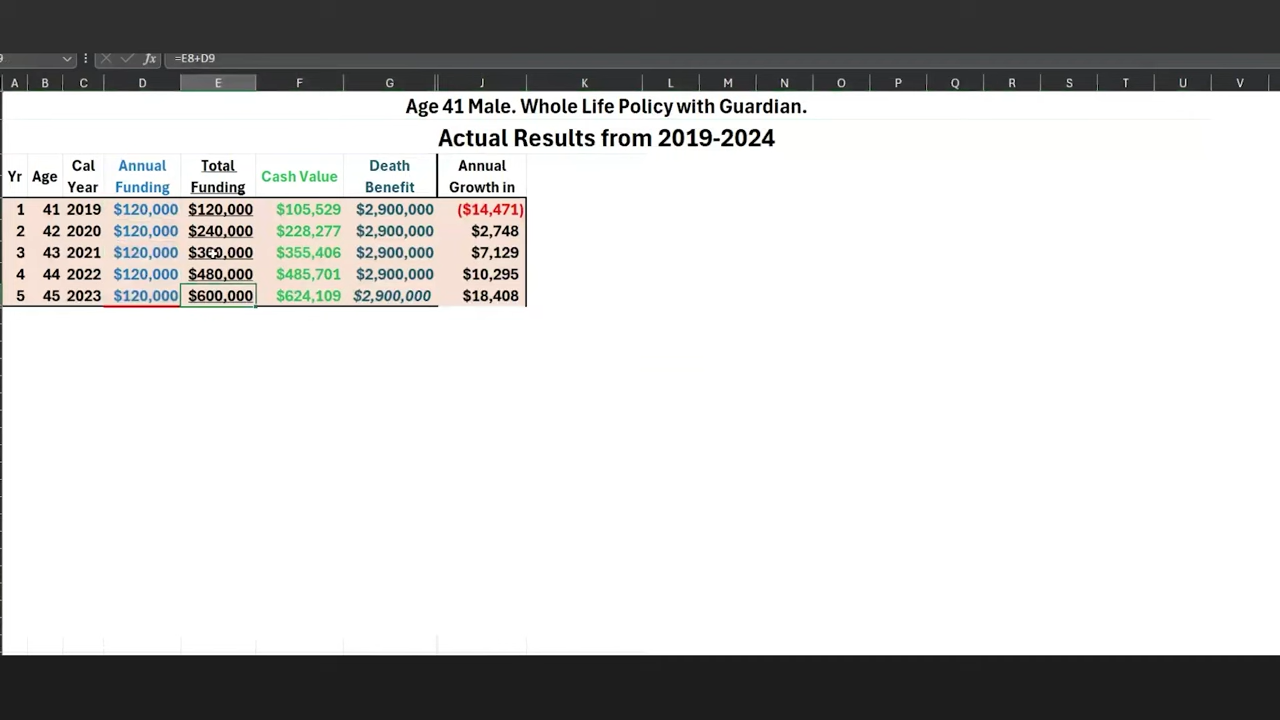 =E8+D9
A B C D E F G J K L M N O P Q R S T U V
Age 41 Male. Whole Life Policy with Guardian.
Actual Results from 2019-2024
Yr Age Cal Year Annual Funding Total Funding Cash Value Death Benefit Annual Growth in
1 41 2019 $120,000 $120,000 $105,529 $2,900,000 ($14,471)
2 42 2020 $120,000 $240,000 $228,277 $2,900,000 $2,748
3 43 2021 $120,000 $360,000 $355,406 $2,900,000 $7,129
4 44 2022 $120,000 $480,000 $485,701 $2,900,000 $10,295
5 45 2023 $120,000 $600,000 $624,109 $2,900,000 $18,408